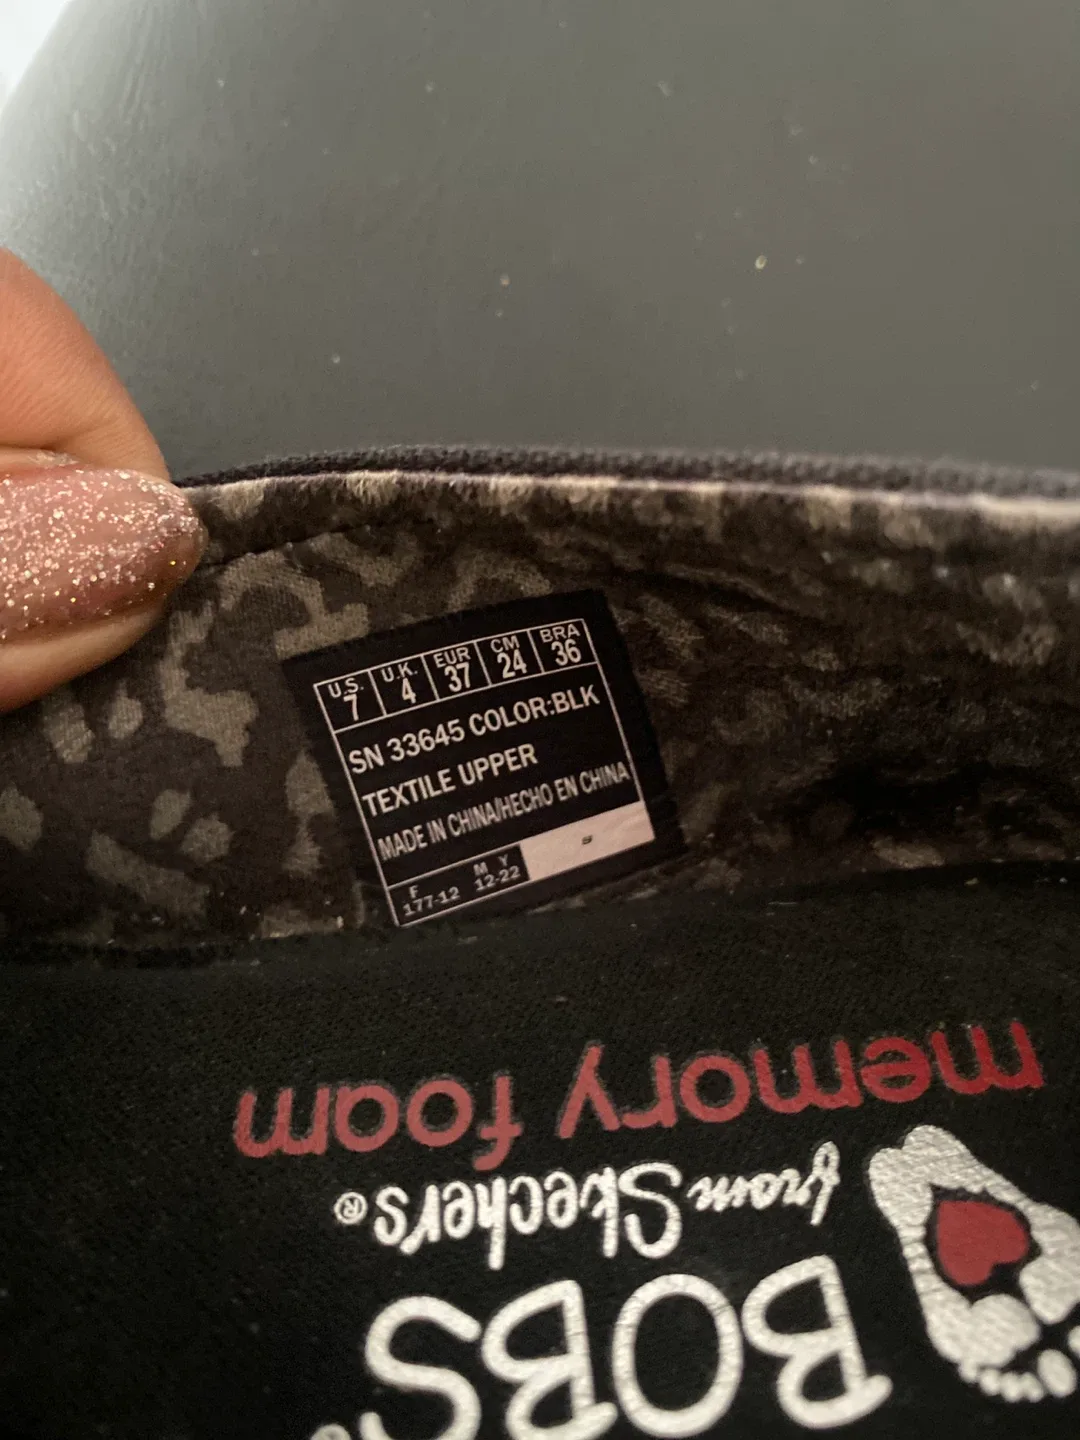 U.S. U.K. EUR CM BRA
7 4 37 24 36
SN 33645 COLOR:BLK
TEXTILE UPPER
MADE IN CHINA/HECHO EN CHINA
F M Y
177-12 12-22
BOBS
from Skechers®
memory foam